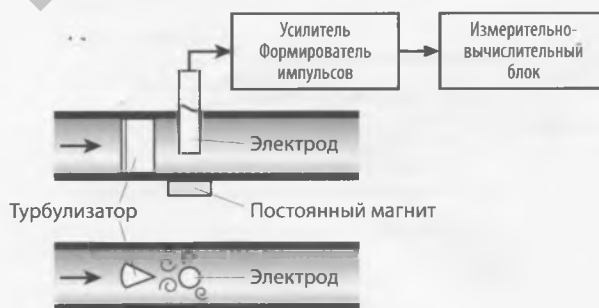 Усилитель
Формирователь
импульсов
Измерительно-
вычислительный
блок
Электрод
Турбулизатор
Постоянный магнит
Электрод